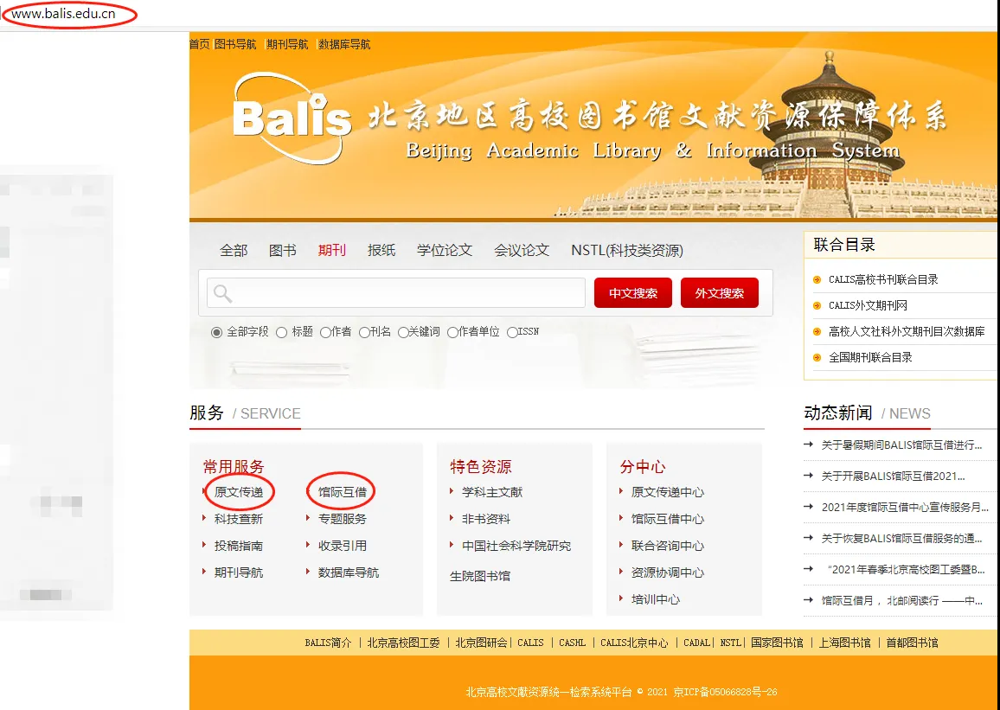 www.balis.edu.cn
首页 图书导航 |期刊导航 |数据库导航
Balis 北京地区高校图书馆文献资源保障体系
Beijing Academic Library & Information System
全部 图书 期刊 报纸 学位论文 会议论文 NSTL(科技类资源)
中文搜索 外文搜索
全部字段 标题 作者 刊名 关键词 作者单位 ISSN
联合目录
CALIS高校书刊联合目录
CALIS外文期刊网
高校人文社科外文期刊目次数据库
全国期刊联合目录
服务 / SERVICE
常用服务
原文传递 馆际互借
科技查新 专题服务
投稿指南 收录引用
期刊导航 数据库导航
特色资源
学科主文献
非书资料
中国社会科学院研究
生院图书馆
分中心
原文传递中心
馆际互借中心
联合咨询中心
资源协调中心
培训中心
动态新闻 / NEWS
关于暑假期间BALIS馆际互借进行...
关于开展BALIS馆际互借2021...
2021年度馆际互借中心宣传服务月...
关于恢复BALIS馆际互借服务的通...
“2021年春季北京高校图工委暨B...
馆际互借月 ，北邮阅读行 ——中...
BALIS简介 | 北京高校图工委 | 北京图研会| CALIS | CASHL | CALIS北京中心 | CADAL| NSTL| 国家图书馆 | 上海图书馆 | 首都图书馆
北京高校文献资源统一检索系统平台 © 2021 京ICP备05066828号-26